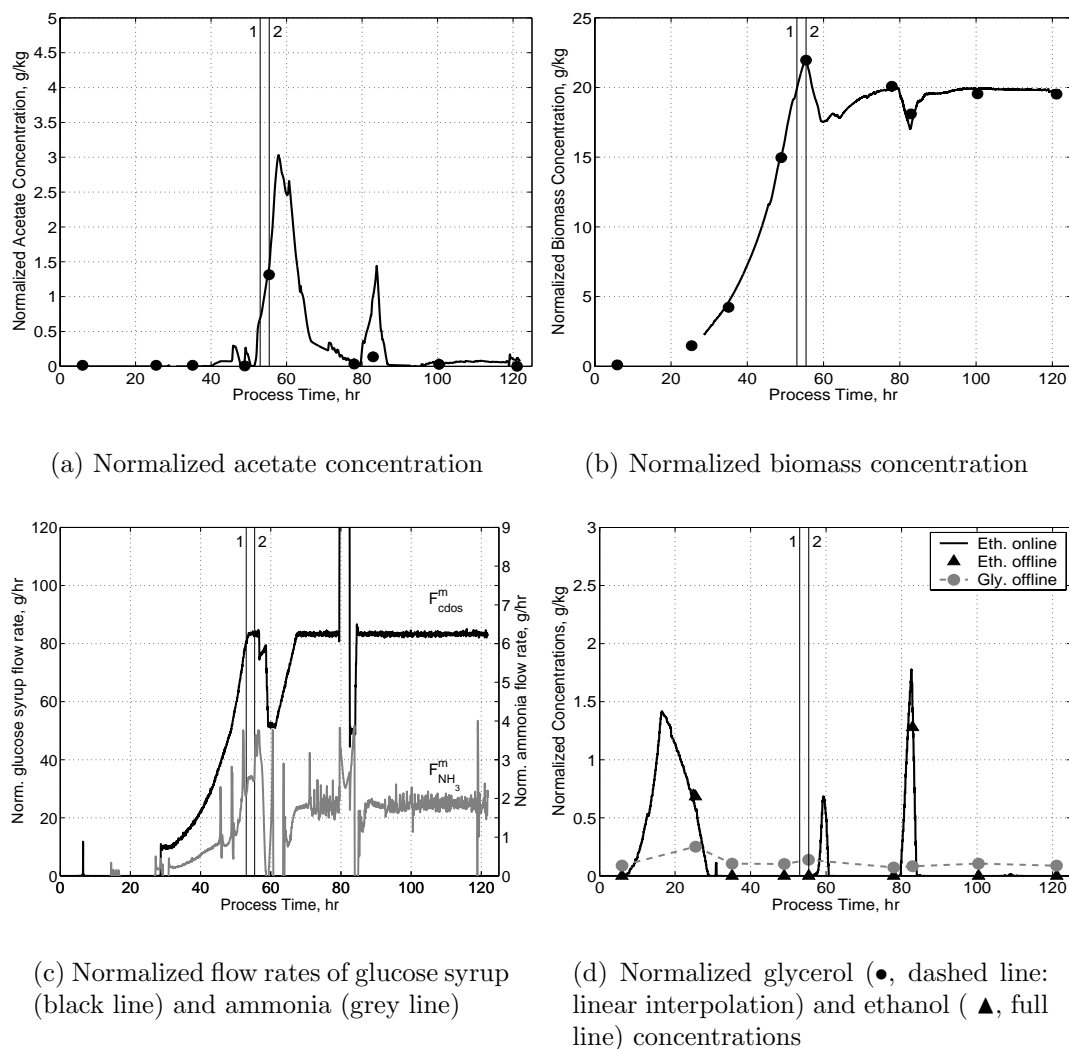 Normalized Acetate Concentration, g/kg
5
4.5
4
3.5
3
2.5
2
1.5
1
0.5
0
1 2
0 20 40 60 80 100 120
Process Time, hr
(a) Normalized acetate concentration
Normalized Biomass Concentration, g/kg
25
20
15
10
5
0
1 2
0 20 40 60 80 100 120
Process Time, hr
(b) Normalized biomass concentration
Norm. glucose syrup flow rate, g/hr
120
100
80
60
40
20
0
1 2
F^m_cdos
F^m_NH_3
9
8
7
6
5
4
3
2
1
0
Norm. ammonia flow rate, g/hr
0 20 40 60 80 100 120
Process Time, hr
(c) Normalized flow rates of glucose syrup
(black line) and ammonia (grey line)
Normalized Concentrations, g/kg
3
2.5
2
1.5
1
0.5
0
1 2
Eth. online
Eth. offline
Gly. offline
0 20 40 60 80 100 120
Process Time, hr
(d) Normalized glycerol (●, dashed line:
linear interpolation) and ethanol ( ▲, full
line) concentrations